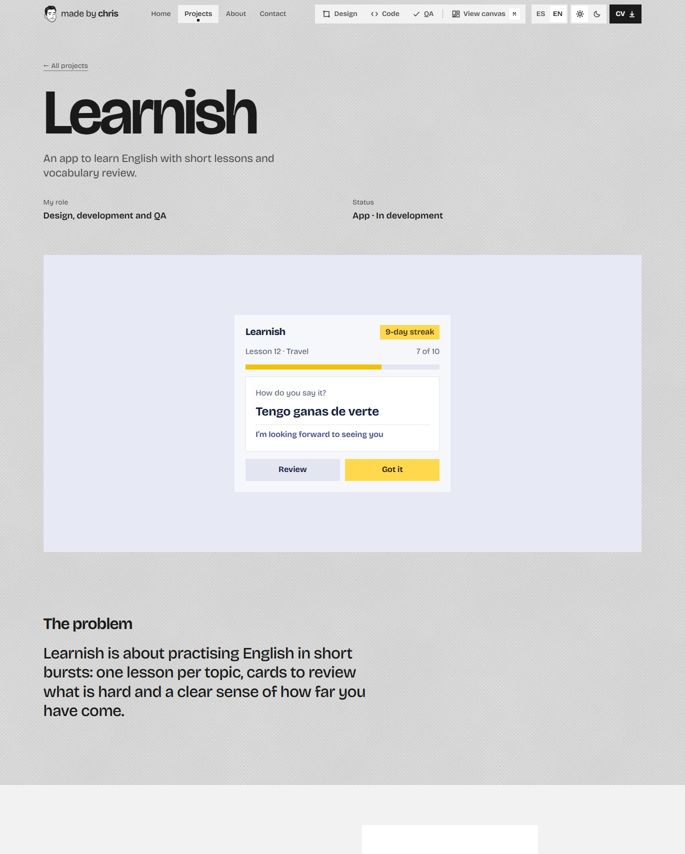 made by chris
Home
Projects
About
Contact
Design
Code
QA
View canvas
M
ES
EN
CV
← All projects
Learnish
An app to learn English with short lessons and
vocabulary review.
My role
Design, development and QA
Status
App · In development
Learnish
9-day streak
Lesson 12 · Travel
7 of 10
How do you say it?
Tengo ganas de verte
I'm looking forward to seeing you
Review
Got it
The problem
Learnish is about practising English in short
bursts: one lesson per topic, cards to review
what is hard and a clear sense of how far you
have come.